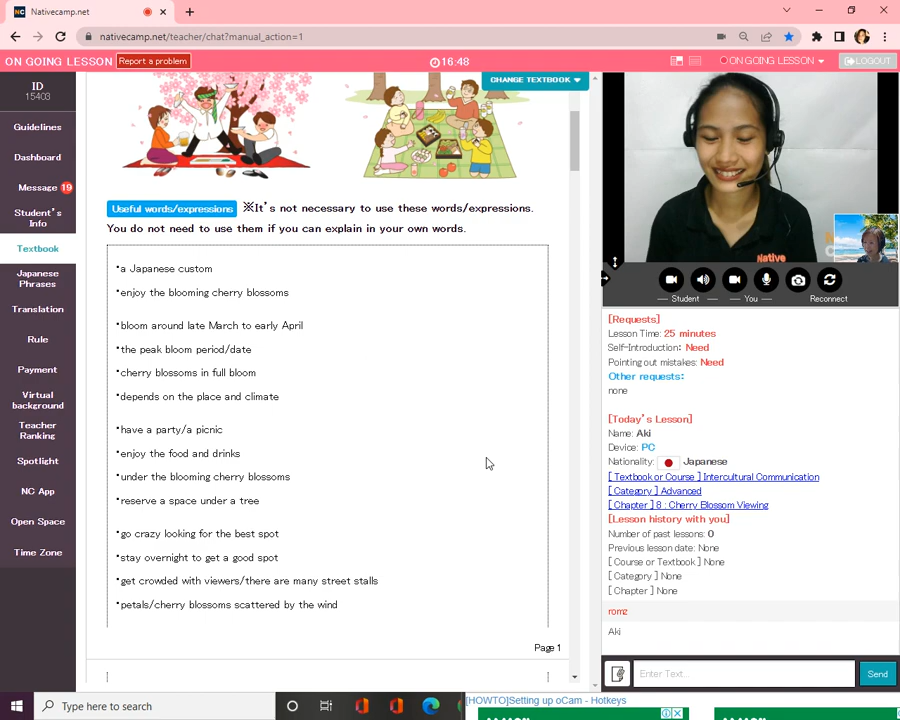 Nativecamp.net
nativecamp.net/teacher/chat?manual_action=1
ON GOING LESSON
Report a problem
16:48
ON GOING LESSON
LOGOUT
ID
15403
Guidelines
Dashboard
Message 19
Student's
Info
Textbook
Japanese
Phrases
Translation
Rule
Payment
Virtual
background
Teacher
Ranking
Spotlight
NC App
Open Space
Time Zone
CHANGE TEXTBOOK
Useful words/expressions ※It's not necessary to use these words/expressions.
You do not need to use them if you can explain in your own words.
・a Japanese custom
・enjoy the blooming cherry blossoms
・bloom around late March to early April
・the peak bloom period/date
・cherry blossoms in full bloom
・depends on the place and climate
・have a party/a picnic
・enjoy the food and drinks
・under the blooming cherry blossoms
・reserve a space under a tree
・go crazy looking for the best spot
・stay overnight to get a good spot
・get crowded with viewers/there are many street stalls
・petals/cherry blossoms scattered by the wind
Page 1
Native
Student
You
Reconnect
[Requests]
Lesson Time: 25 minutes
Self-Introduction: Need
Pointing out mistakes: Need
Other requests:
none
[Today's Lesson]
Name: Aki
Device: PC
Nationality: Japanese
[ Textbook or Course ] Intercultural Communication
[ Category ] Advanced
[ Chapter ] 8 : Cherry Blossom Viewing
[Lesson history with you]
Number of past lessons: 0
Previous lesson date: None
[ Course or Textbook ] None
[ Category ] None
[ Chapter ] None
romz
Aki
Enter Text...
Send
Type here to search
[HOWTO]Setting up oCam - Hotkeys